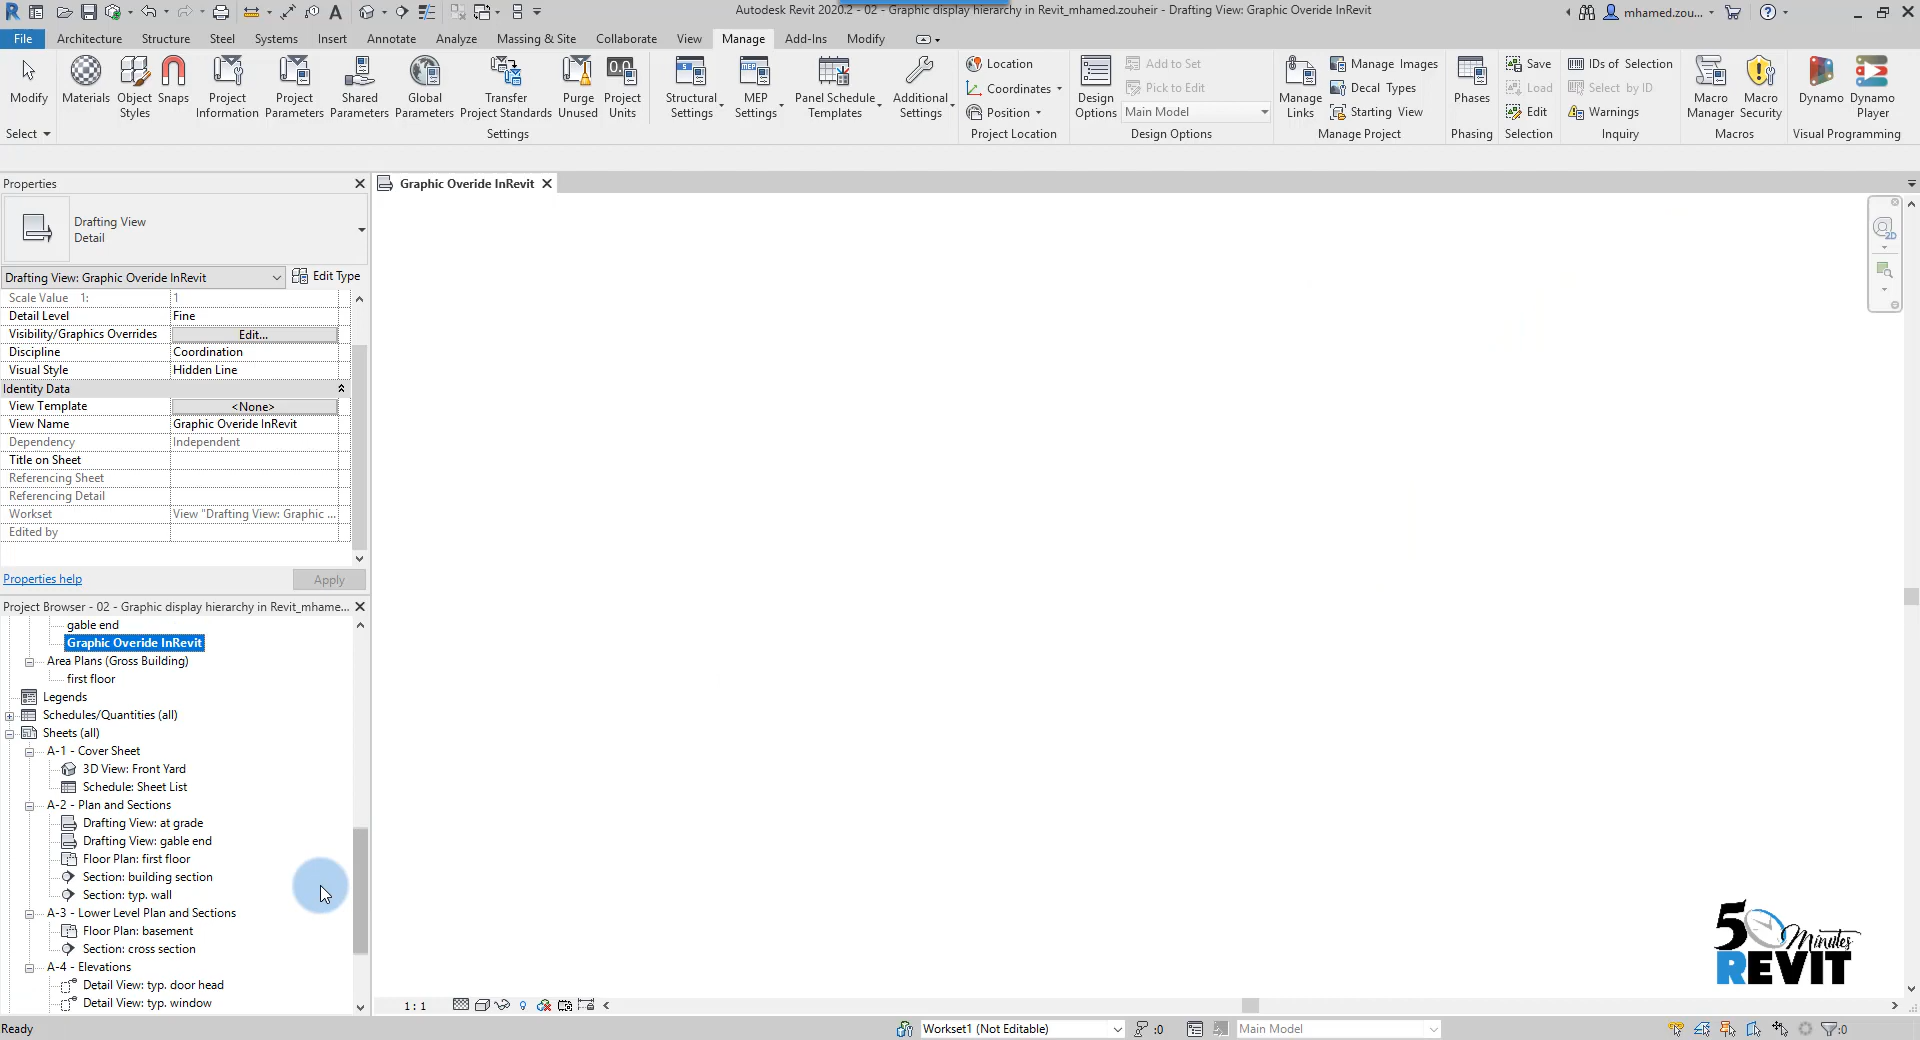 Autodesk Revit 2020.2 - 02 - Graphic display hierarchy in Revit_mhamed.zouheir - Drafting View: Graphic Overide InRevit
mhamed.zou...
File Architecture Structure Steel Systems Insert Annotate Analyze Massing & Site Collaborate View Manage Add-Ins Modify
Modify
Materials
Object
Styles
Snaps
Project
Information
Project
Parameters
Shared
Parameters
Global
Parameters
Transfer
Project Standards
Purge
Unused
0.0
Project
Units
Structural
Settings
MEP
Settings
Panel Schedule
Templates
Additional
Settings
Location
Coordinates
Position
Design
Options
Add to Set
Pick to Edit
Main Model
Manage
Links
Manage Images
Decal Types
Starting View
Phases
Save
Load
Edit
IDs of Selection
Select by ID
Warnings
Macro
Manager
Macro
Security
Dynamo
Dynamo
Player
Select
Settings
Project Location
Design Options
Manage Project
Phasing
Selection
Inquiry
Macros
Visual Programming
Properties
Drafting View
Detail
Drafting View: Graphic Overide InRevit
Edit Type
Scale Value 1: 1
Detail Level Fine
Visibility/Graphics Overrides Edit...
Discipline Coordination
Visual Style Hidden Line
Identity Data
View Template <None>
View Name Graphic Overide InRevit
Dependency Independent
Title on Sheet
Referencing Sheet
Referencing Detail
Workset View "Drafting View: Graphic ...
Edited by
Properties help
Apply
Graphic Overide InRevit
2D
Project Browser - 02 - Graphic display hierarchy in Revit_mhame...
gable end
Graphic Overide InRevit
Area Plans (Gross Building)
first floor
Legends
Schedules/Quantities (all)
Sheets (all)
A-1 - Cover Sheet
3D View: Front Yard
Schedule: Sheet List
A-2 - Plan and Sections
Drafting View: at grade
Drafting View: gable end
Floor Plan: first floor
Section: building section
Section: typ. wall
A-3 - Lower Level Plan and Sections
Floor Plan: basement
Section: cross section
A-4 - Elevations
Detail View: typ. door head
Detail View: typ. window
5 Minutes
REVIT
1 : 1
Ready
Workset1 (Not Editable)
:0
Main Model
:0